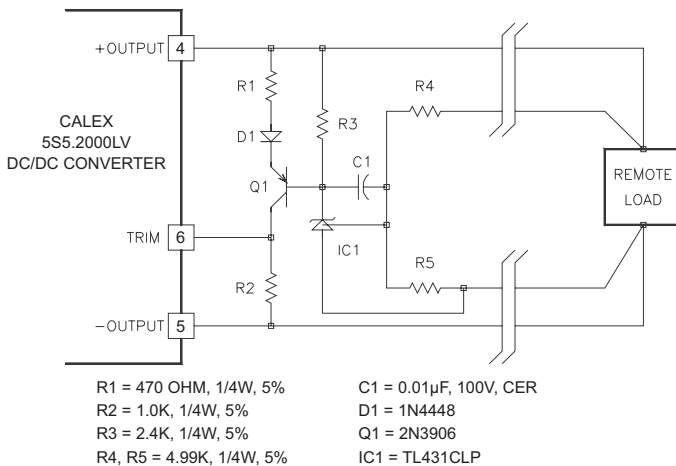 +OUTPUT 4
R1
R4
CALEX
5S5.2000LV
DC/DC CONVERTER
D1
R3
C1
Q1
REMOTE
LOAD
TRIM 6
IC1
R2
R5
−OUTPUT 5
R1 = 470 OHM, 1/4W, 5%
R2 = 1.0K, 1/4W, 5%
R3 = 2.4K, 1/4W, 5%
R4, R5 = 4.99K, 1/4W, 5%
C1 = 0.01µF, 100V, CER
D1 = 1N4448
Q1 = 2N3906
IC1 = TL431CLP